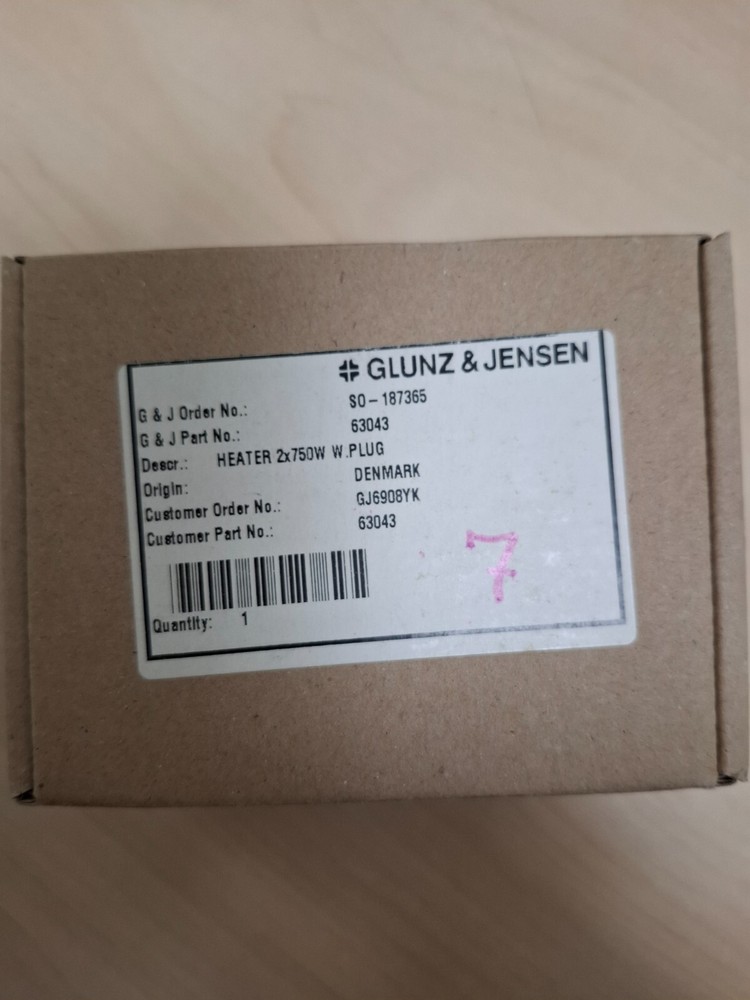 GLUNZ & JENSEN
G & J Order No.: SO-187365
G & J Part No.: 63043
Descr.: HEATER 2x750W W.PLUG
Origin: DENMARK
Customer Order No.: GJ6908YK
Customer Part No.: 63043
7
Quantity: 1